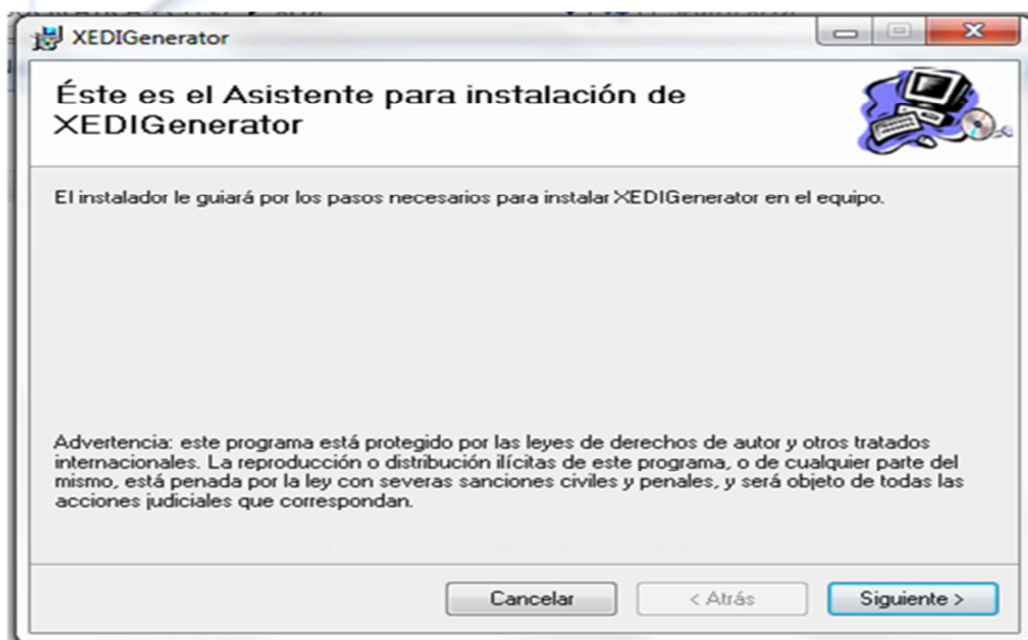 XEDIGenerator
Éste es el Asistente para instalación de
XEDIGenerator
El instalador le guiará por los pasos necesarios para instalar XEDIGenerator en el equipo.
Advertencia: este programa está protegido por las leyes de derechos de autor y otros tratados
internacionales. La reproducción o distribución ilícitas de este programa, o de cualquier parte del
mismo, está penada por la ley con severas sanciones civiles y penales, y será objeto de todas las
acciones judiciales que correspondan.
Cancelar
< Atrás
Siguiente >